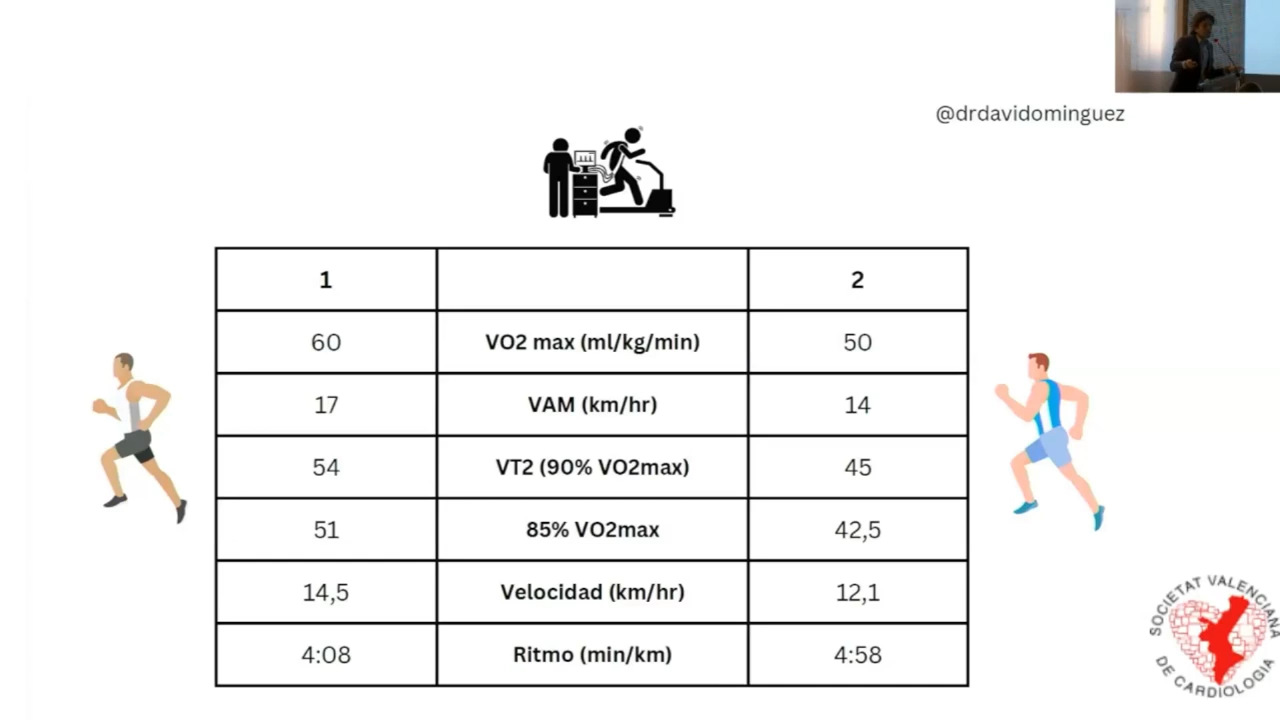 @drdavidominguez
1 2
60 VO2 max (ml/kg/min) 50
17 VAM (km/hr) 14
54 VT2 (90% VO2max) 45
51 85% VO2max 42,5
14,5 Velocidad (km/hr) 12,1
4:08 Ritmo (min/km) 4:58
SOCIETAT VALENCIANA
DE CARDIOLOGIA